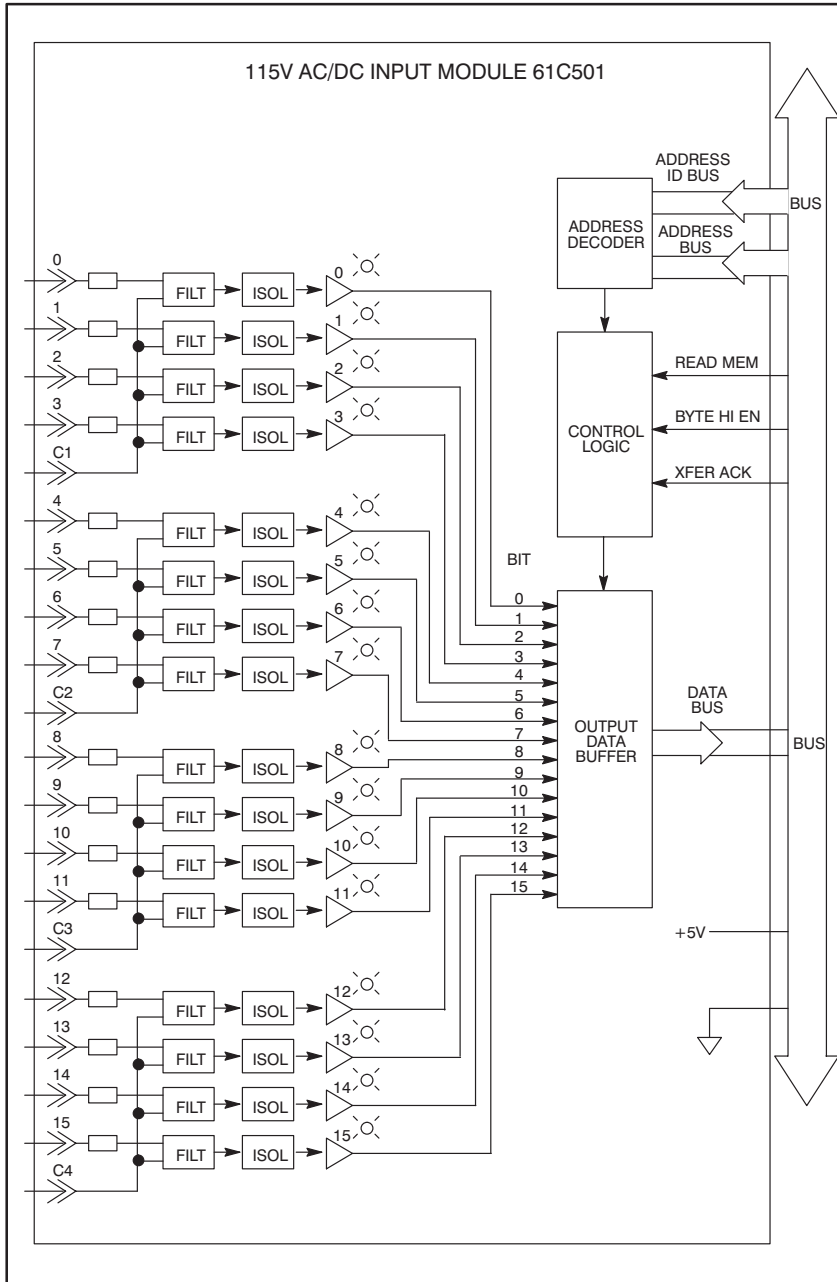 115V AC/DC INPUT MODULE 61C501
ADDRESS
ID BUS
BUS
ADDRESS
DECODER
ADDRESS
BUS
0
FILT
ISOL
0
1
FILT
ISOL
1
2
FILT
ISOL
2
3
FILT
ISOL
3
C1
READ MEM
BYTE HI EN
CONTROL
LOGIC
XFER ACK
4
FILT
ISOL
4
5
FILT
ISOL
5
6
FILT
ISOL
6
7
FILT
ISOL
7
C2
BIT
0
1
2
3
4
5
6
7
8
9
10
11
12
13
14
15
OUTPUT
DATA
BUFFER
DATA
BUS
BUS
8
FILT
ISOL
8
9
FILT
ISOL
9
10
FILT
ISOL
10
11
FILT
ISOL
11
C3
+5V
12
FILT
ISOL
12
13
FILT
ISOL
13
14
FILT
ISOL
14
15
FILT
ISOL
15
C4